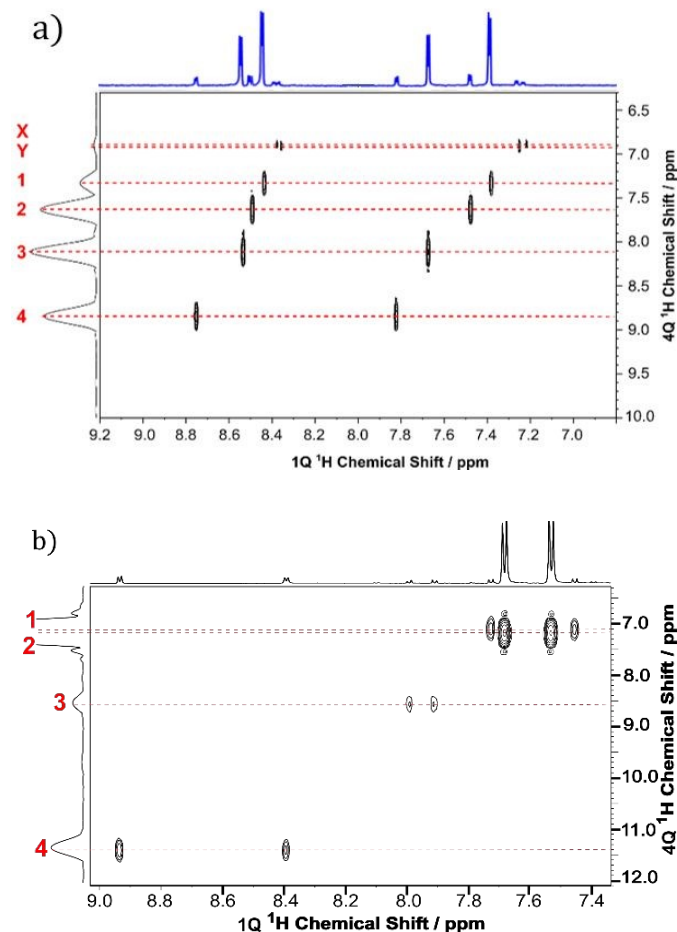 a)
X
Y
1
2
3
4
6.5
7.0
7.5
8.0
8.5
9.0
9.5
10.0
4Q ¹H Chemical Shift / ppm
9.2 9.0 8.8 8.6 8.4 8.2 8.0 7.8 7.6 7.4 7.2 7.0
1Q ¹H Chemical Shift / ppm
b)
1
2
3
4
7.0
8.0
9.0
10.0
11.0
12.0
4Q ¹H Chemical Shift / ppm
9.0 8.8 8.6 8.4 8.2 8.0 7.8 7.6 7.4
1Q ¹H Chemical Shift / ppm